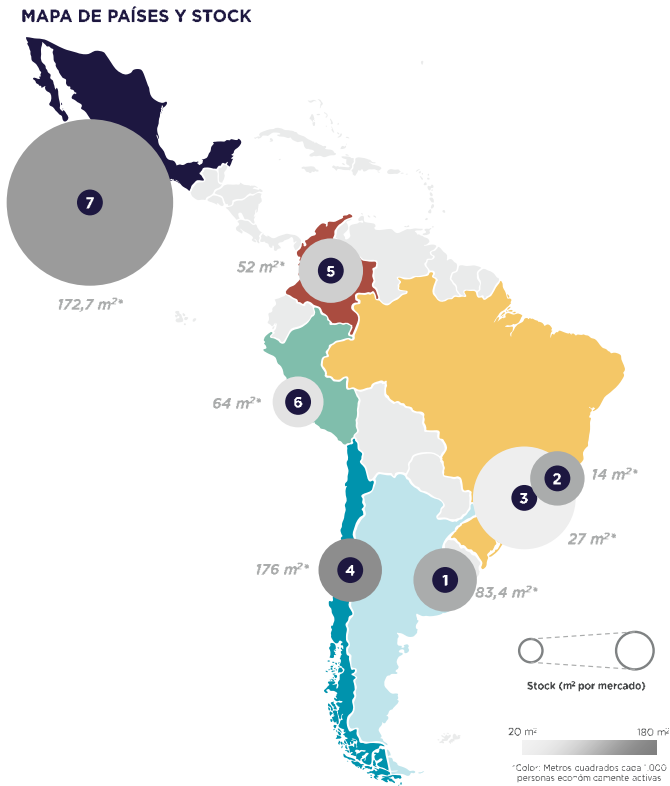 MAPA DE PAÍSES Y STOCK
7
172,7 m²*
52 m²*
5
64 m²*
6
2
14 m²*
3
27 m²*
176 m²*
4
1
83,4 m²*
Stock (m² por mercado)
20 m²
180 m²
*Color: Metros cuadrados cada 1.000
personas económicamente activas